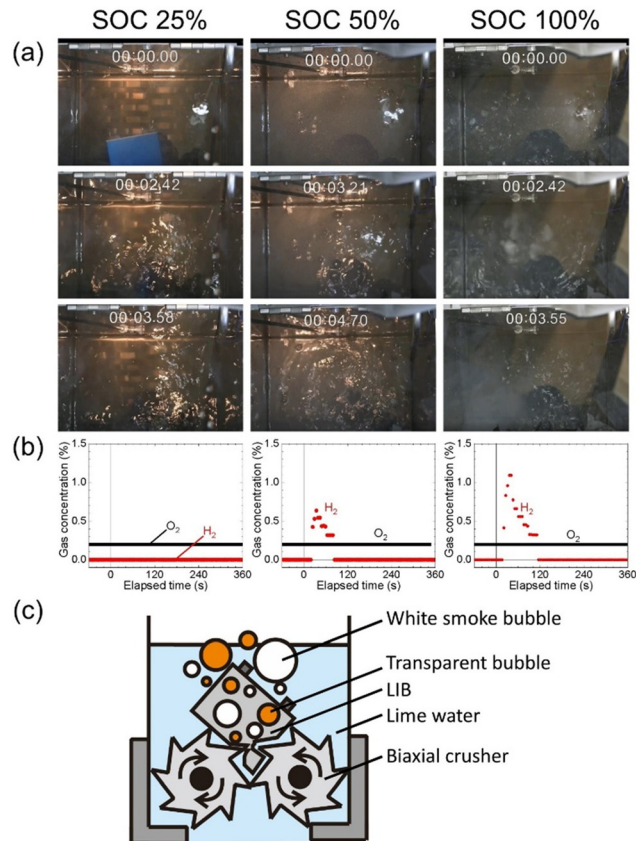 SOC 25% SOC 50% SOC 100%
(a)
00:00.00 00:00.00 00:00.00
00:02.42 00:03.21 00:02.42
00:03.58 00:04.70 00:03.55
(b)
Gas concentration (%)
1.5
1.0
0.5
0.0
O2
H2
0 120 240 360
Elapsed time (s)
Gas concentration (%)
1.5
1.0
0.5
0.0
H2
O2
0 120 240 360
Elapsed time (s)
Gas concentration (%)
1.5
1.0
0.5
0.0
H2
O2
0 120 240 360
Elapsed time (s)
(c)
White smoke bubble
Transparent bubble
LIB
Lime water
Biaxial crusher